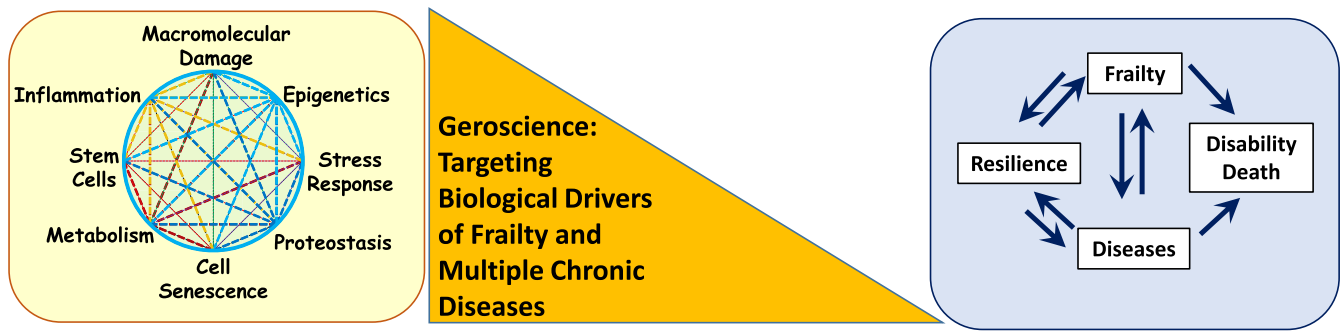 Macromolecular
Damage
Inflammation
Epigenetics
Stem
Cells
Stress
Response
Metabolism
Proteostasis
Cell
Senescence
Geroscience:
Targeting
Biological Drivers
of Frailty and
Multiple Chronic
Diseases
Frailty
Resilience
Disability
Death
Diseases